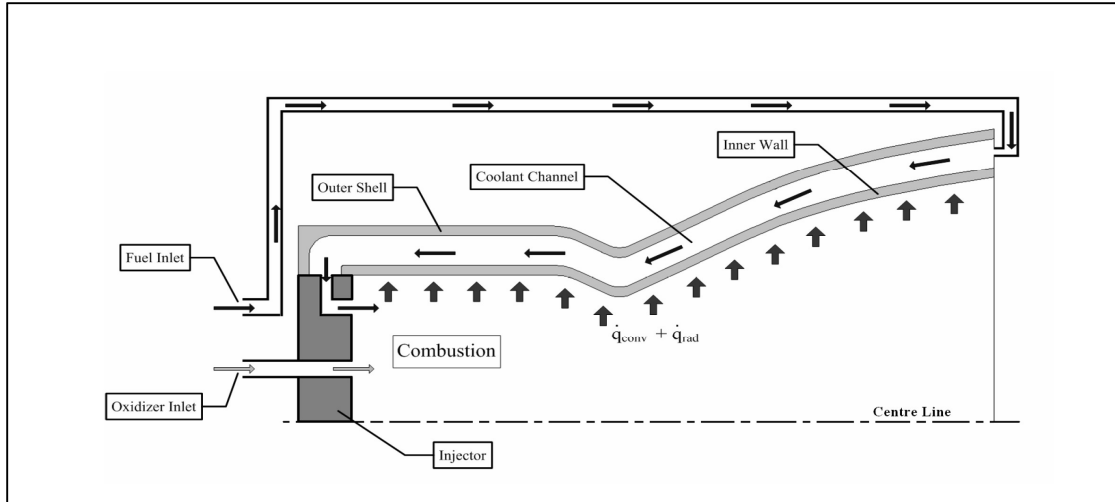 Inner Wall
Coolant Channel
Outer Shell
Fuel Inlet
q̇conv + q̇rad
Combustion
Oxidizer Inlet
Centre Line
Injector